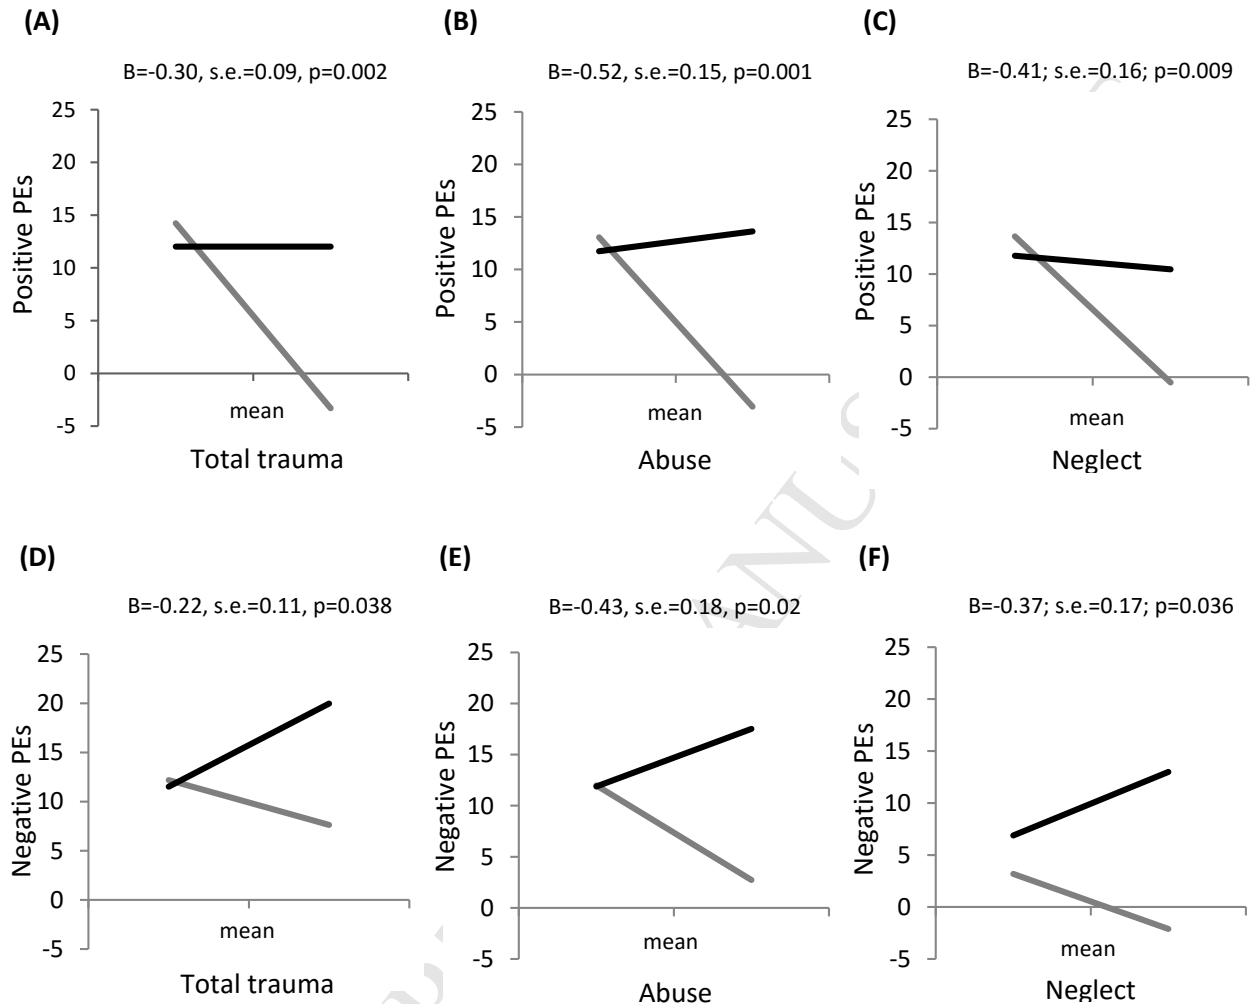 (A)
B=-0.30, s.e.=0.09, p=0.002
25
20
15
10
5
0
-5
Positive PEs
mean
Total trauma
(B)
B=-0.52, s.e.=0.15, p=0.001
25
20
15
10
5
0
-5
Positive PEs
mean
Abuse
(C)
B=-0.41; s.e.=0.16; p=0.009
25
20
15
10
5
0
-5
Positive PEs
mean
Neglect
(D)
B=-0.22, s.e.=0.11, p=0.038
25
20
15
10
5
0
-5
Negative PEs
mean
Total trauma
(E)
B=-0.43, s.e.=0.18, p=0.02
25
20
15
10
5
0
-5
Negative PEs
mean
Abuse
(F)
B=-0.37; s.e.=0.17; p=0.036
25
20
15
10
5
0
-5
Negative PEs
mean
Neglect